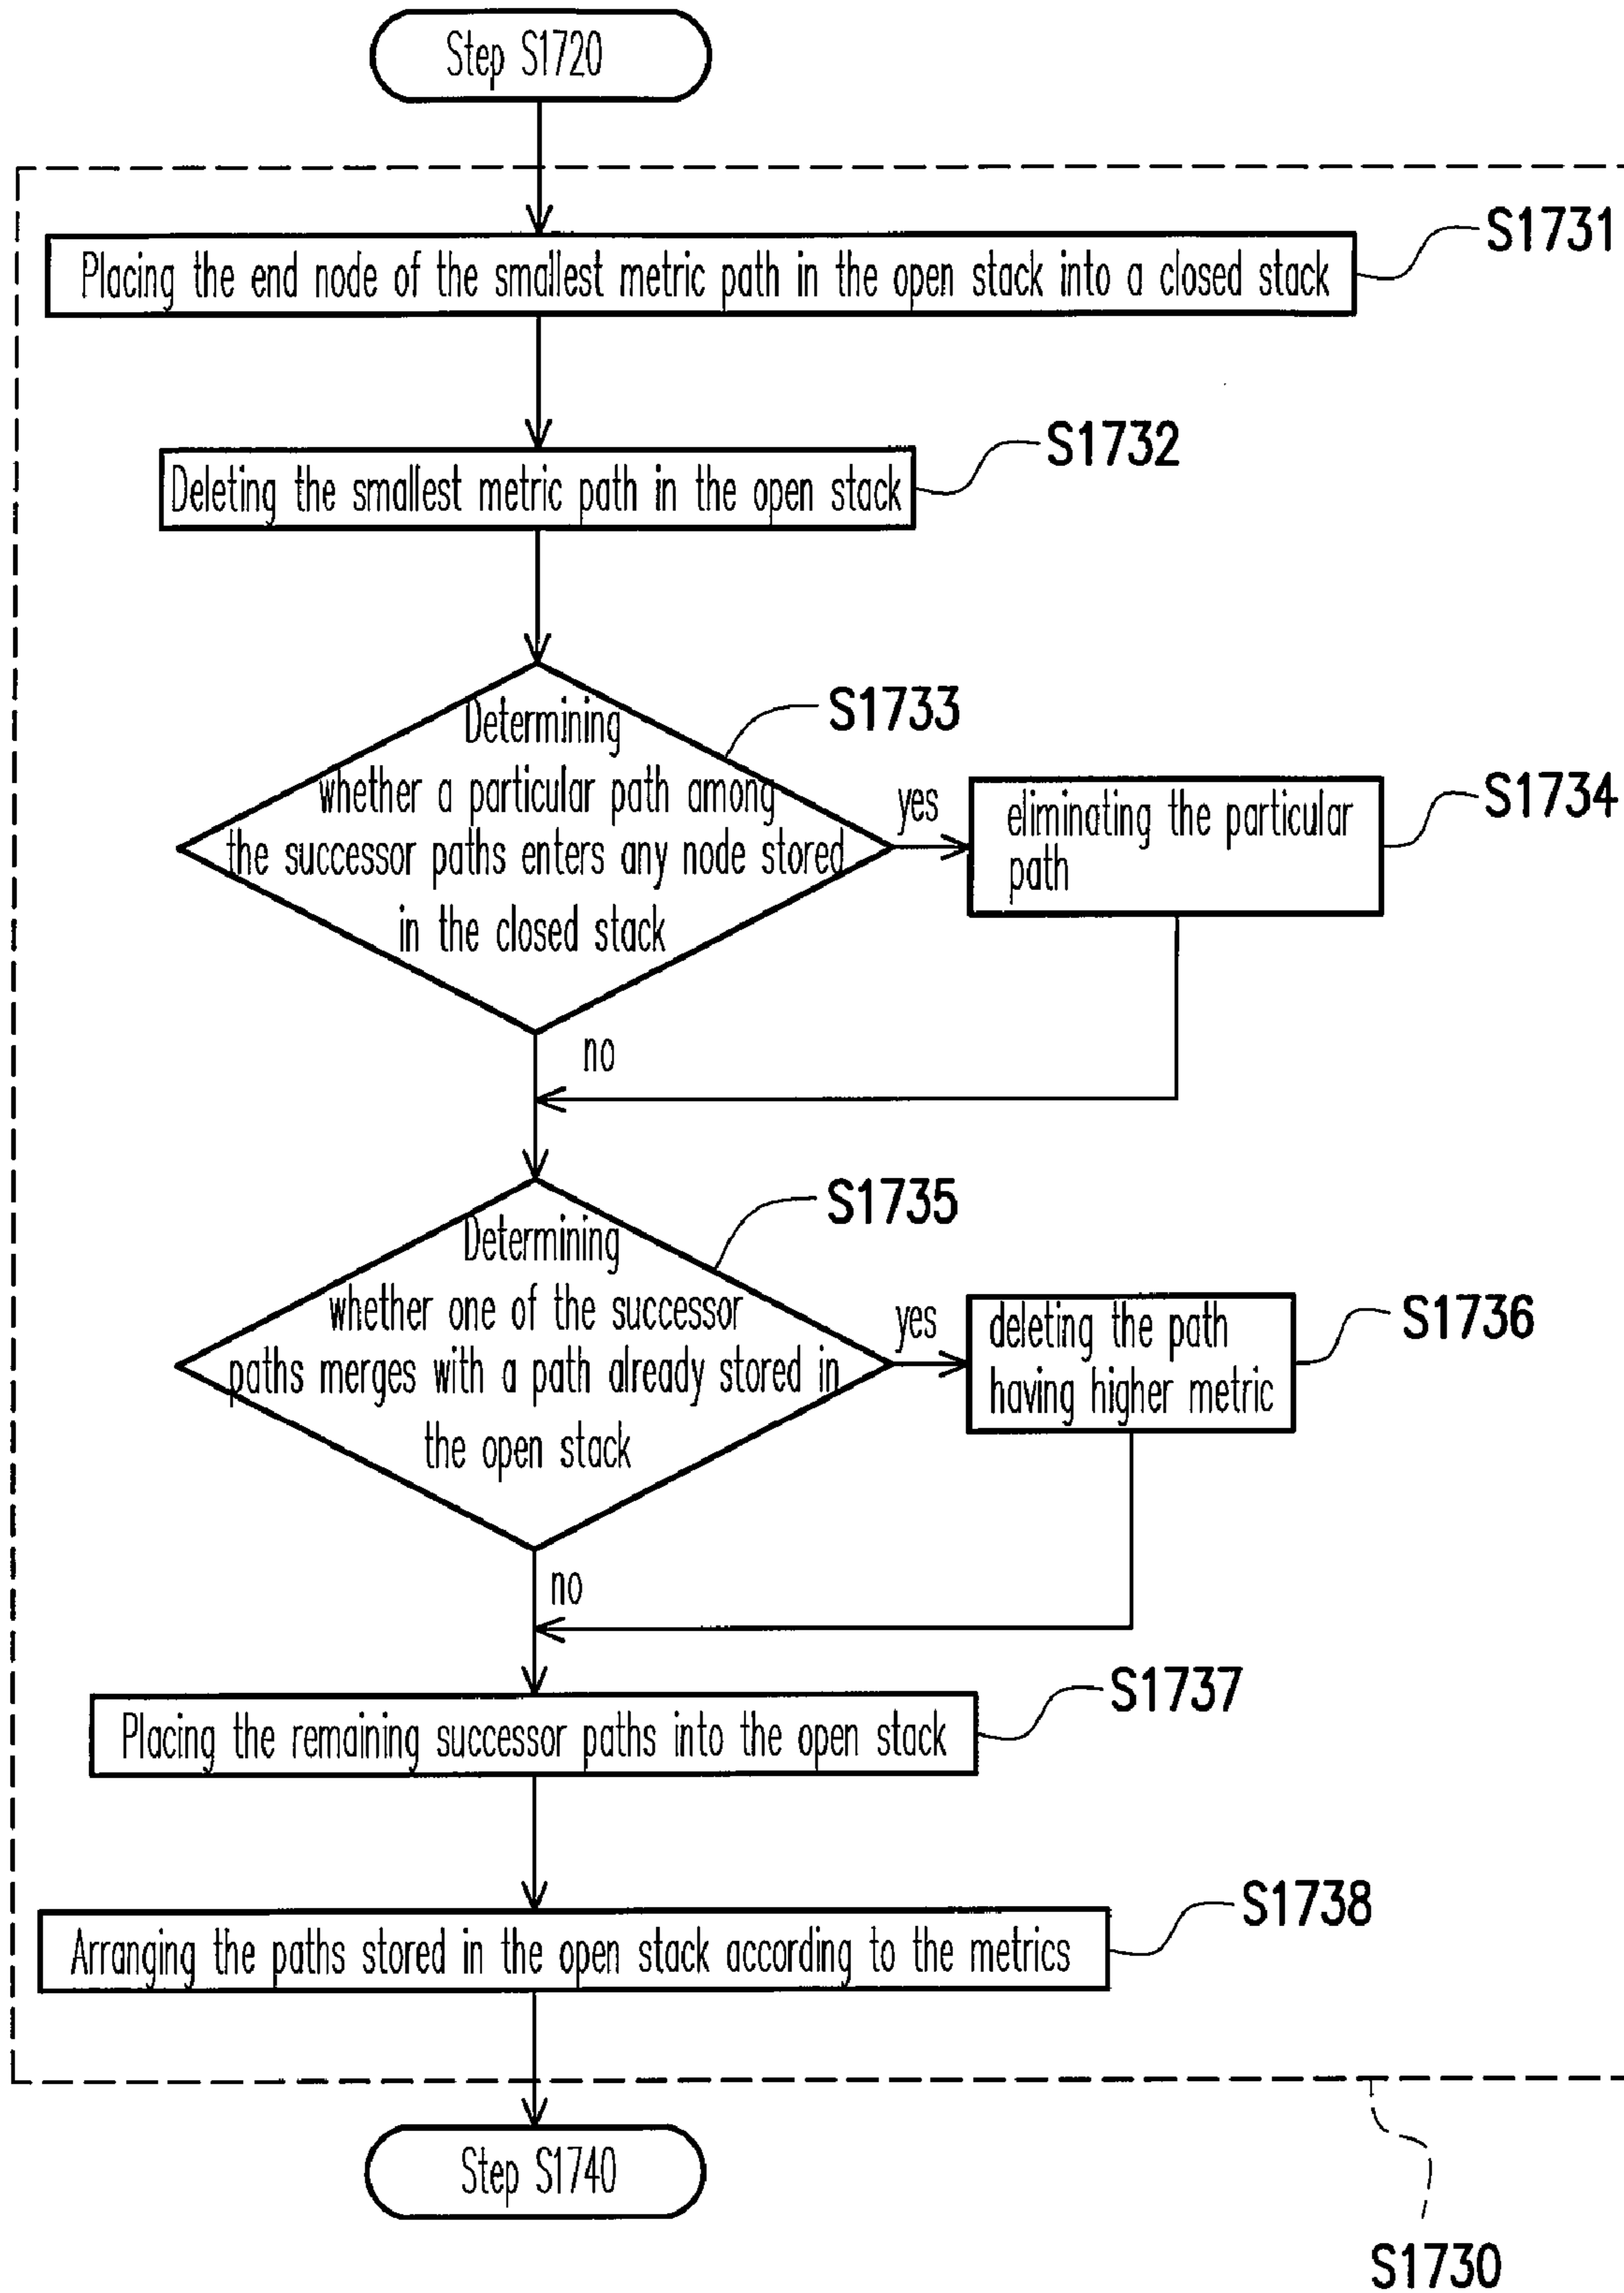 Step S1720
S1731
Placing the end node of the smallest metric path in the open stack into a closed stack
S1732
Deleting the smallest metric path in the open stack
S1733
Determining
whether a particular path among
the successor paths enters any node stored
in the closed stack
yes
S1734
eliminating the particular
path
no
S1735
Determining
whether one of the successor
paths merges with a path already stored in
the open stack
yes
S1736
deleting the path
having higher metric
no
S1737
Placing the remaining successor paths into the open stack
S1738
Arranging the paths stored in the open stack according to the metrics
Step S1740
S1730